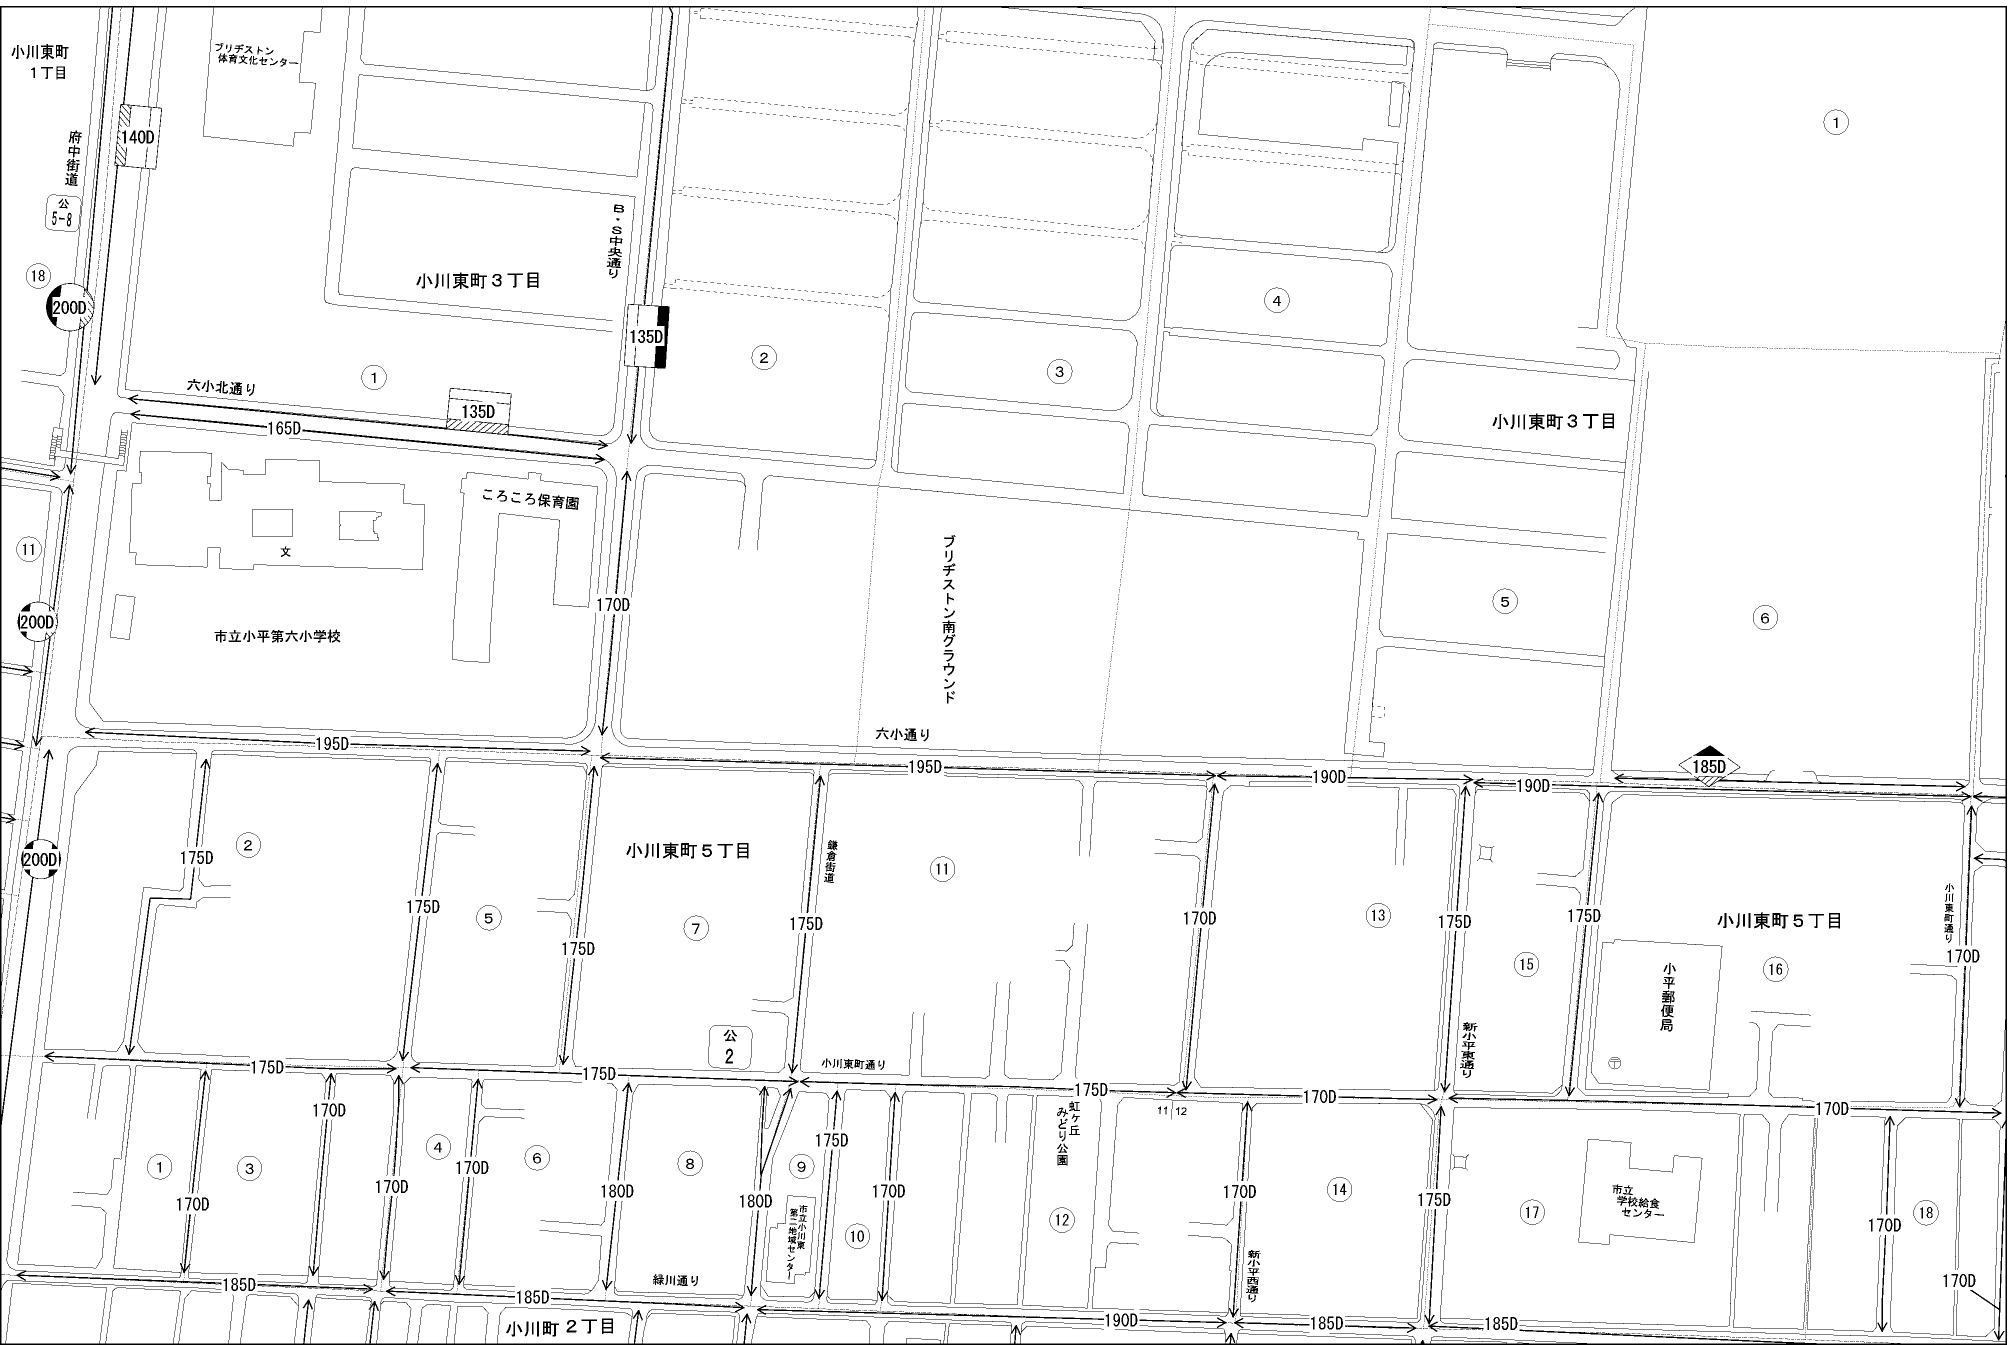 小川東町
1丁目
ブリヂストン
体育文化センター
140D
府中街道
公
5-8
18
200D
B・S中央通り
小川東町3丁目
135D
1
六小北通り
135D
165D
2
3
4
1
小川東町3丁目
ころころ保育園
文
11
200D
市立小平第六小学校
170D
ブリヂストン南グラウンド
5
6
195D
六小通り
195D
190D
190D
185D
200D
175D
2
175D
5
175D
小川東町5丁目
7
鎌倉街道
175D
11
170D
13
175D
15
175D
小川東町5丁目
小平郵便局
16
小川東町通り
170D
新小平東通り
公
2
小川東町通り
175D
175D
175D
170D
170D
11
12
虹ヶ丘
みどり公園
1
170D
3
170D
170D
4
170D
6
180D
8
180D
9
市立小川東
第二地域センター
175D
10
170D
12
170D
新小平西通り
14
175D
17
市立
学校給食
センター
170D
18
170D
185D
185D
緑川通り
190D
185D
185D
小川町2丁目